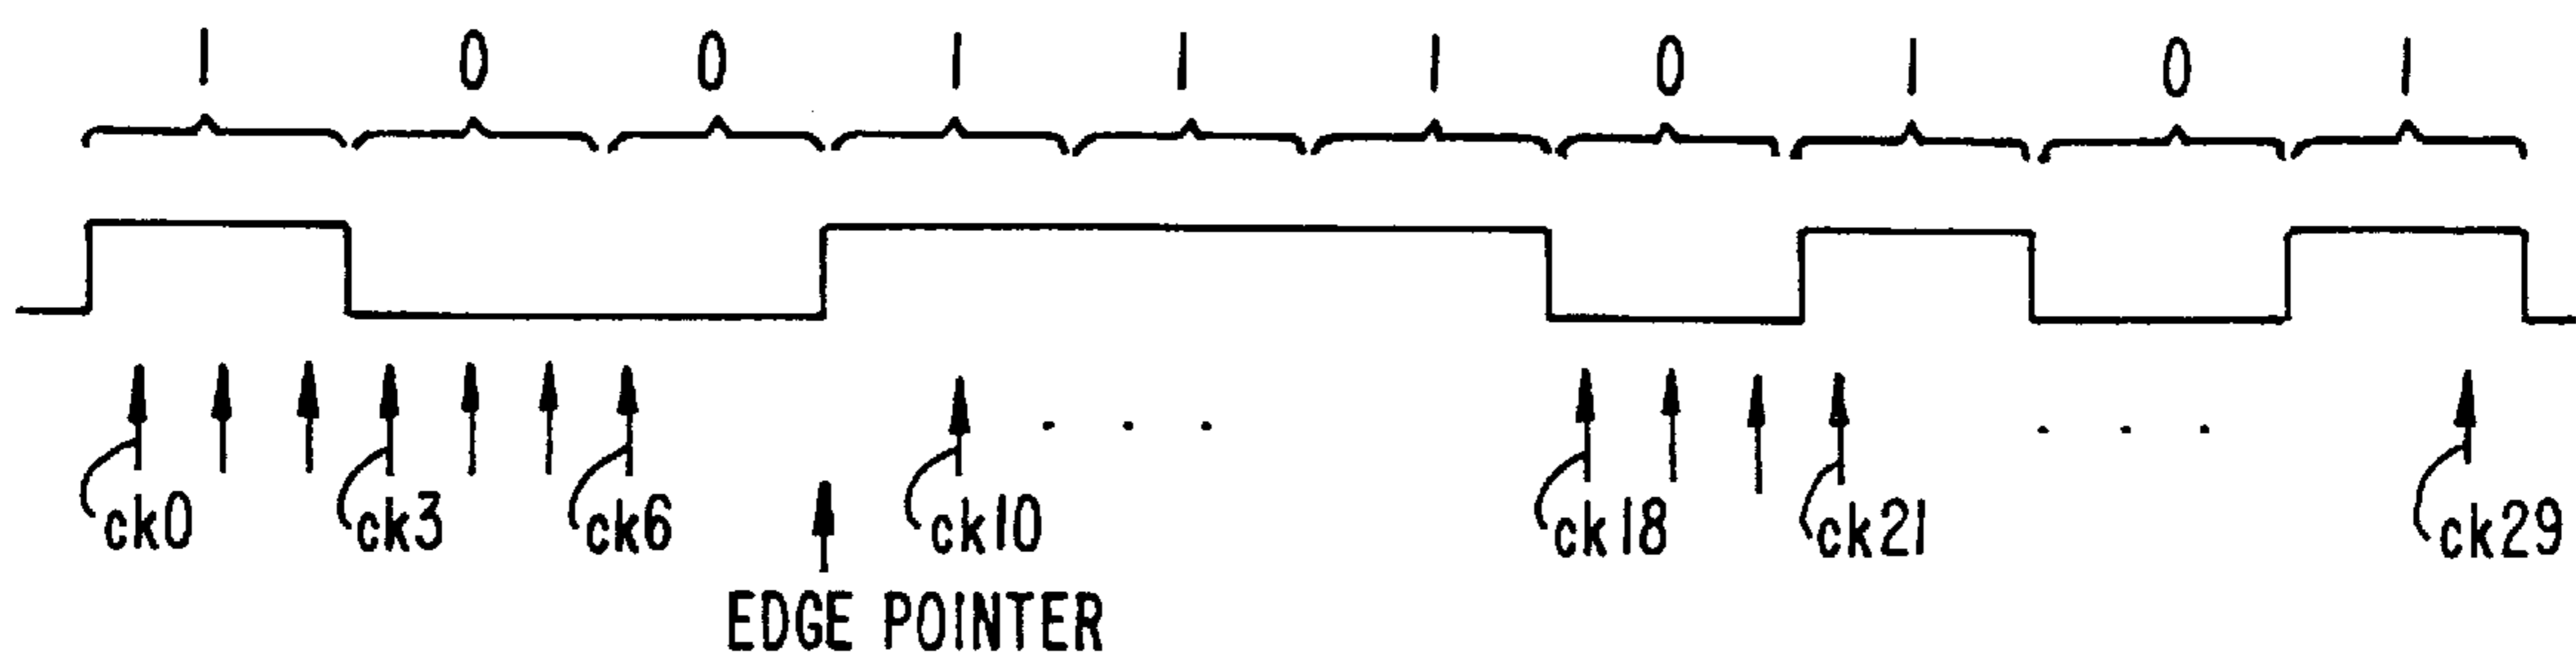 1 0 0 1 1 1 0 1 0 1
ck0 ck3 ck6 ck10 . . . ck18 ck21 . . . ck29
EDGE POINTER